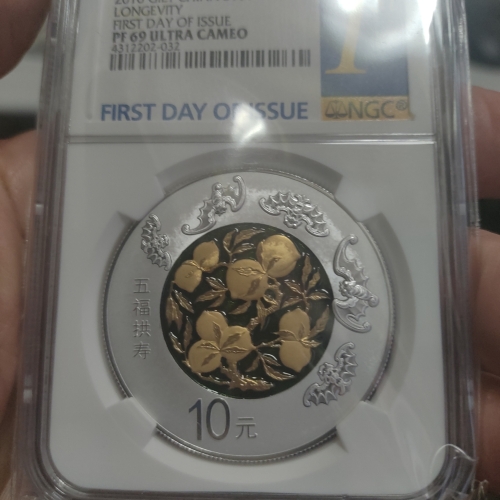 LONGEVITY
FIRST DAY OF ISSUE
PF 69 ULTRA CAMEO
4312202-032
FIRST DAY OF ISSUE
NGC®
五福拱寿
10元